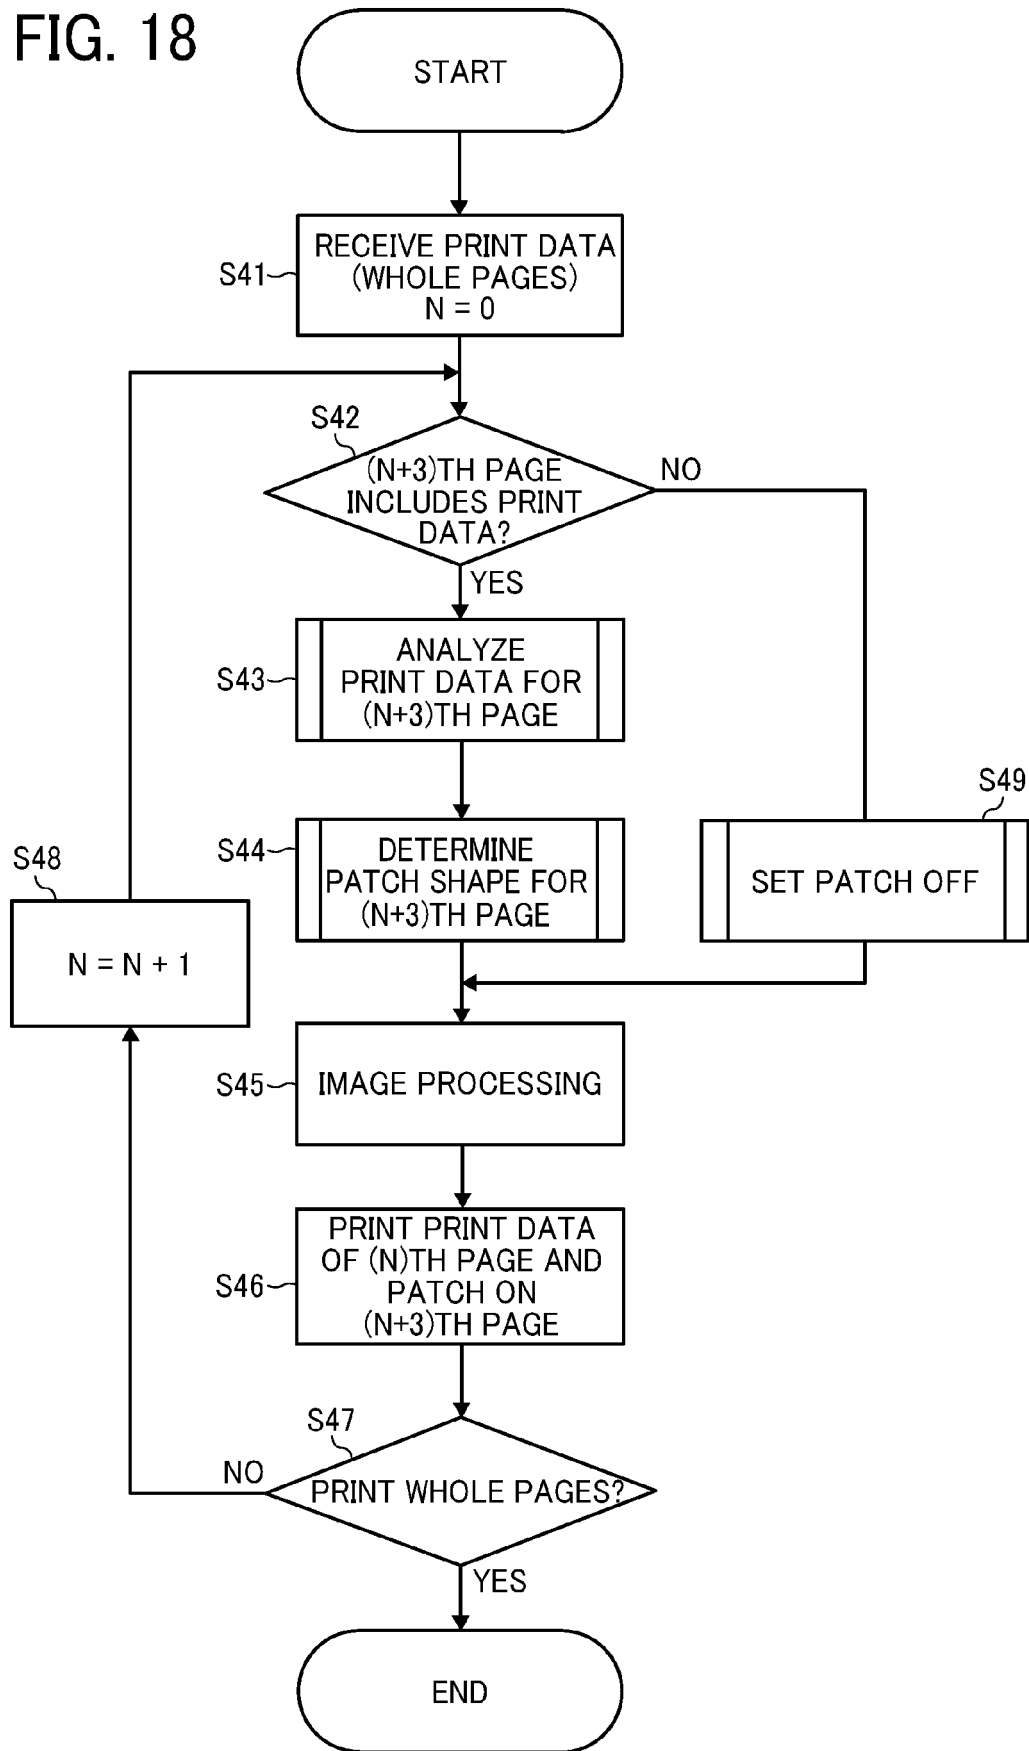 FIG. 18
START
S41
RECEIVE PRINT DATA
(WHOLE PAGES)
N = 0
S42
(N+3)TH PAGE
INCLUDES PRINT
DATA?
NO
YES
S43
ANALYZE
PRINT DATA FOR
(N+3)TH PAGE
S44
DETERMINE
PATCH SHAPE FOR
(N+3)TH PAGE
S49
SET PATCH OFF
S48
N = N + 1
S45
IMAGE PROCESSING
S46
PRINT PRINT DATA
OF (N)TH PAGE AND
PATCH ON
(N+3)TH PAGE
S47
NO
PRINT WHOLE PAGES?
YES
END